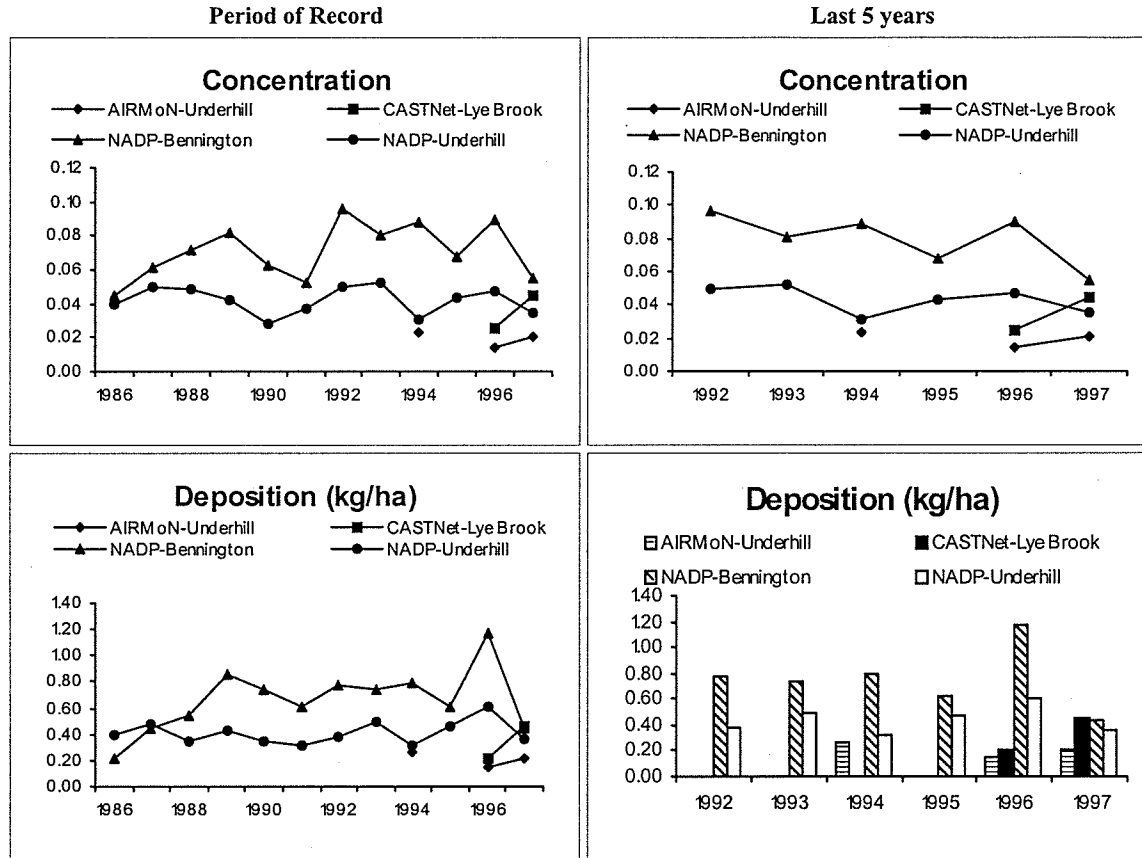 Period of Record
Last 5 years
Concentration
AIRMoN-Underhill CASTNet-Lye Brook
NADP-Bennington NADP-Underhill
0.12
0.10
0.08
0.06
0.04
0.02
0.00
1986 1988 1990 1992 1994 1996
Concentration
AIRMoN-Underhill CASTNet-Lye Brook
NADP-Bennington NADP-Underhill
0.12
0.10
0.08
0.06
0.04
0.02
0.00
1992 1993 1994 1995 1996 1997
Deposition (kg/ha)
AIRMoN-Underhill CASTNet-Lye Brook
NADP-Bennington NADP-Underhill
1.40
1.20
1.00
0.80
0.60
0.40
0.20
0.00
1986 1988 1990 1992 1994 1996
Deposition (kg/ha)
AIRMoN-Underhill CASTNet-Lye Brook
NADP-Bennington NADP-Underhill
1.40
1.20
1.00
0.80
0.60
0.40
0.20
0.00
1992 1993 1994 1995 1996 1997